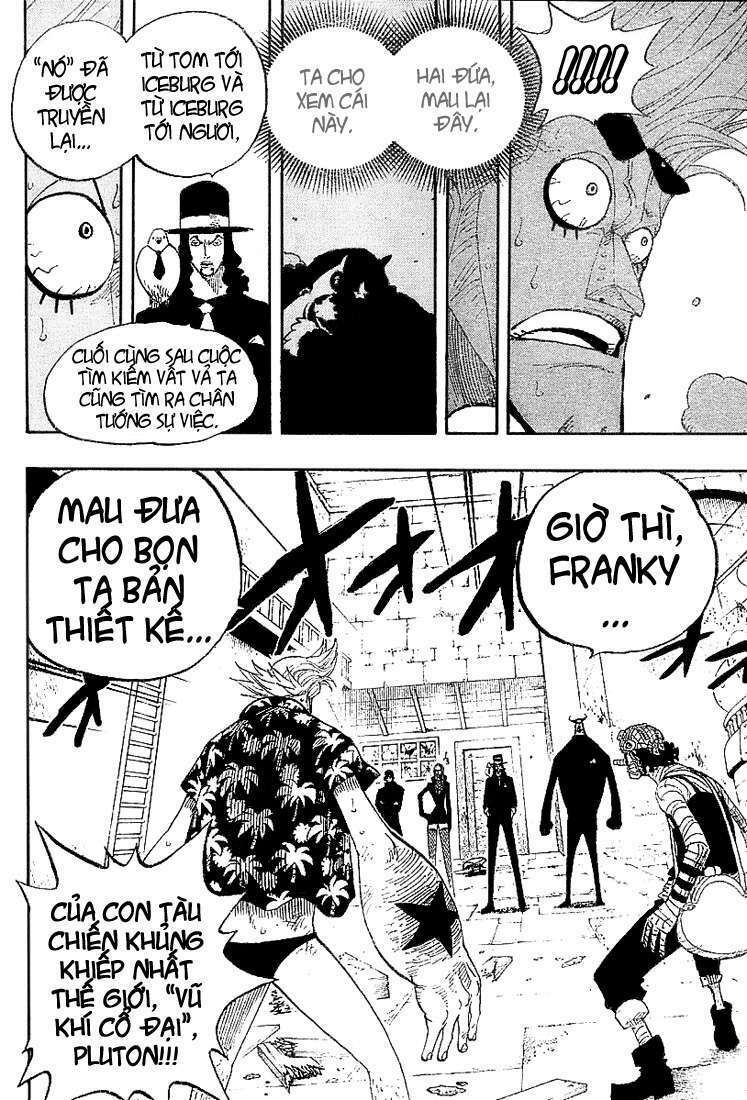 !!!!
HAI ĐỨA,
MAU LẠI
ĐÂY.
TA CHO
XEM CÁI
NÀY.
TỪ TOM TỚI
ICEBURG VÀ
TỪ ICEBURG
TỚI NGƯƠI,
“NÓ” ĐÃ
ĐƯỢC
TRUYỀN
LẠI...
CUỐI CÙNG SAU CUỘC
TÌM KIẾM VẤT VẢ TA
CŨNG TÌM RA CHÂN
TƯỚNG SỰ VIỆC.
GIỜ THÌ,
FRANKY
...
MAU ĐƯA
CHO BỌN
TA BẢN
THIẾT KẾ...
CỦA CON TÀU
CHIẾN KHỦNG
KHIẾP NHẤT
THẾ GIỚI, “VŨ
KHÍ CỔ ĐẠI”,
PLUTON!!!